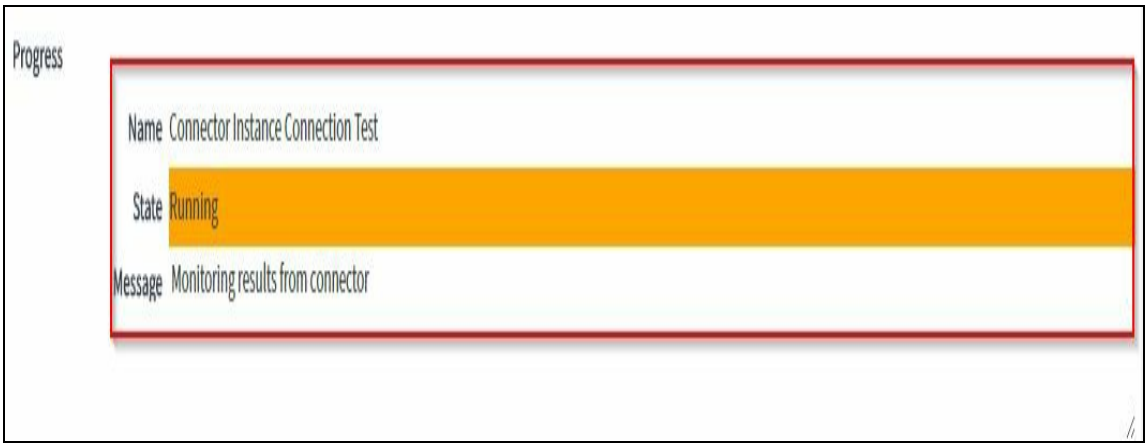 Progress
Name Connector Instance Connection Test
State Running
Message Monitoring results from connector